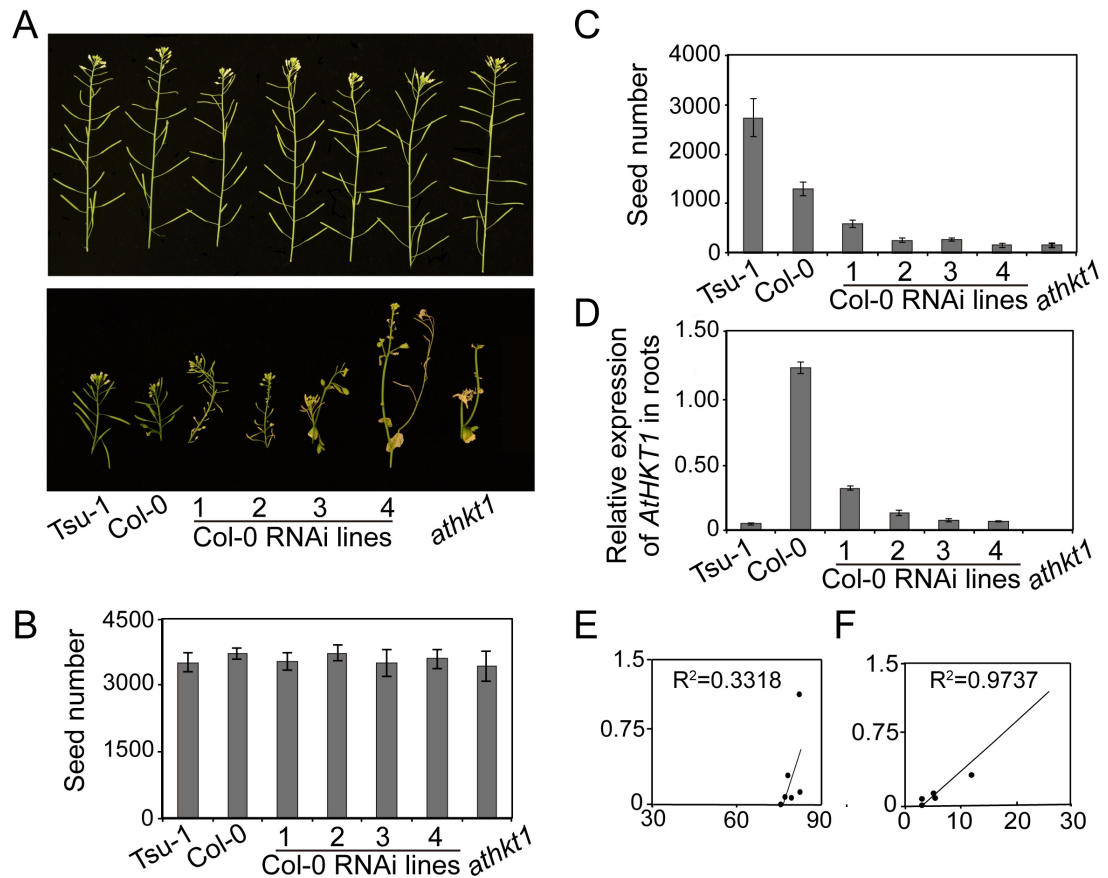 A
Tsu-1
Col-0
1
2
3
4
athkt1
Col-0 RNAi lines
B
Seed number
4500
3000
1500
0
Tsu-1
Col-0
1
2
3
4
athkt1
Col-0 RNAi lines
C
Seed number
4000
3000
2000
1000
0
Tsu-1
Col-0
1
2
3
4
athkt1
Col-0 RNAi lines
D
Relative expression
of AtHKT1 in roots
1.50
1.00
0.50
0
Tsu-1
Col-0
1
2
3
4
athkt1
Col-0 RNAi lines
E
1.5
0.75
0
R²=0.3318
30
60
90
F
1.5
0.75
0
R²=0.9737
0
10
20
30